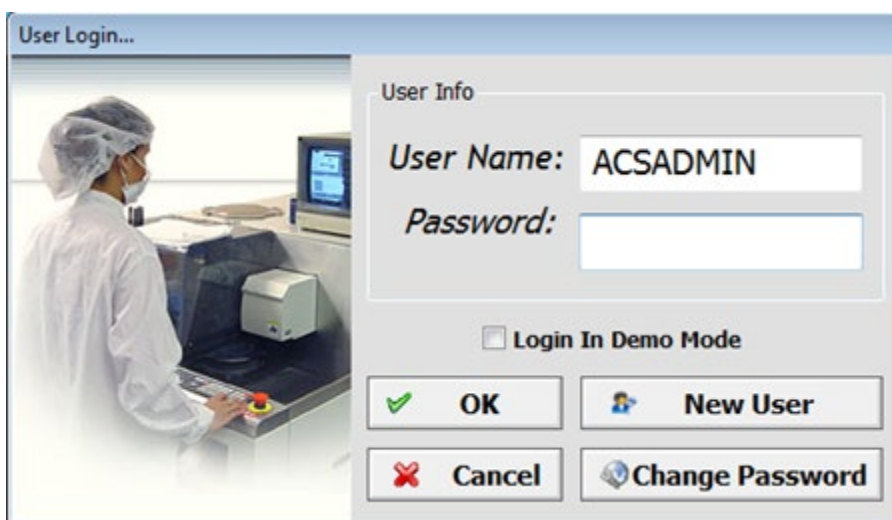 User Login...
User Info
User Name: ACSADMIN
Password:
Login In Demo Mode
OK
New User
Cancel
Change Password